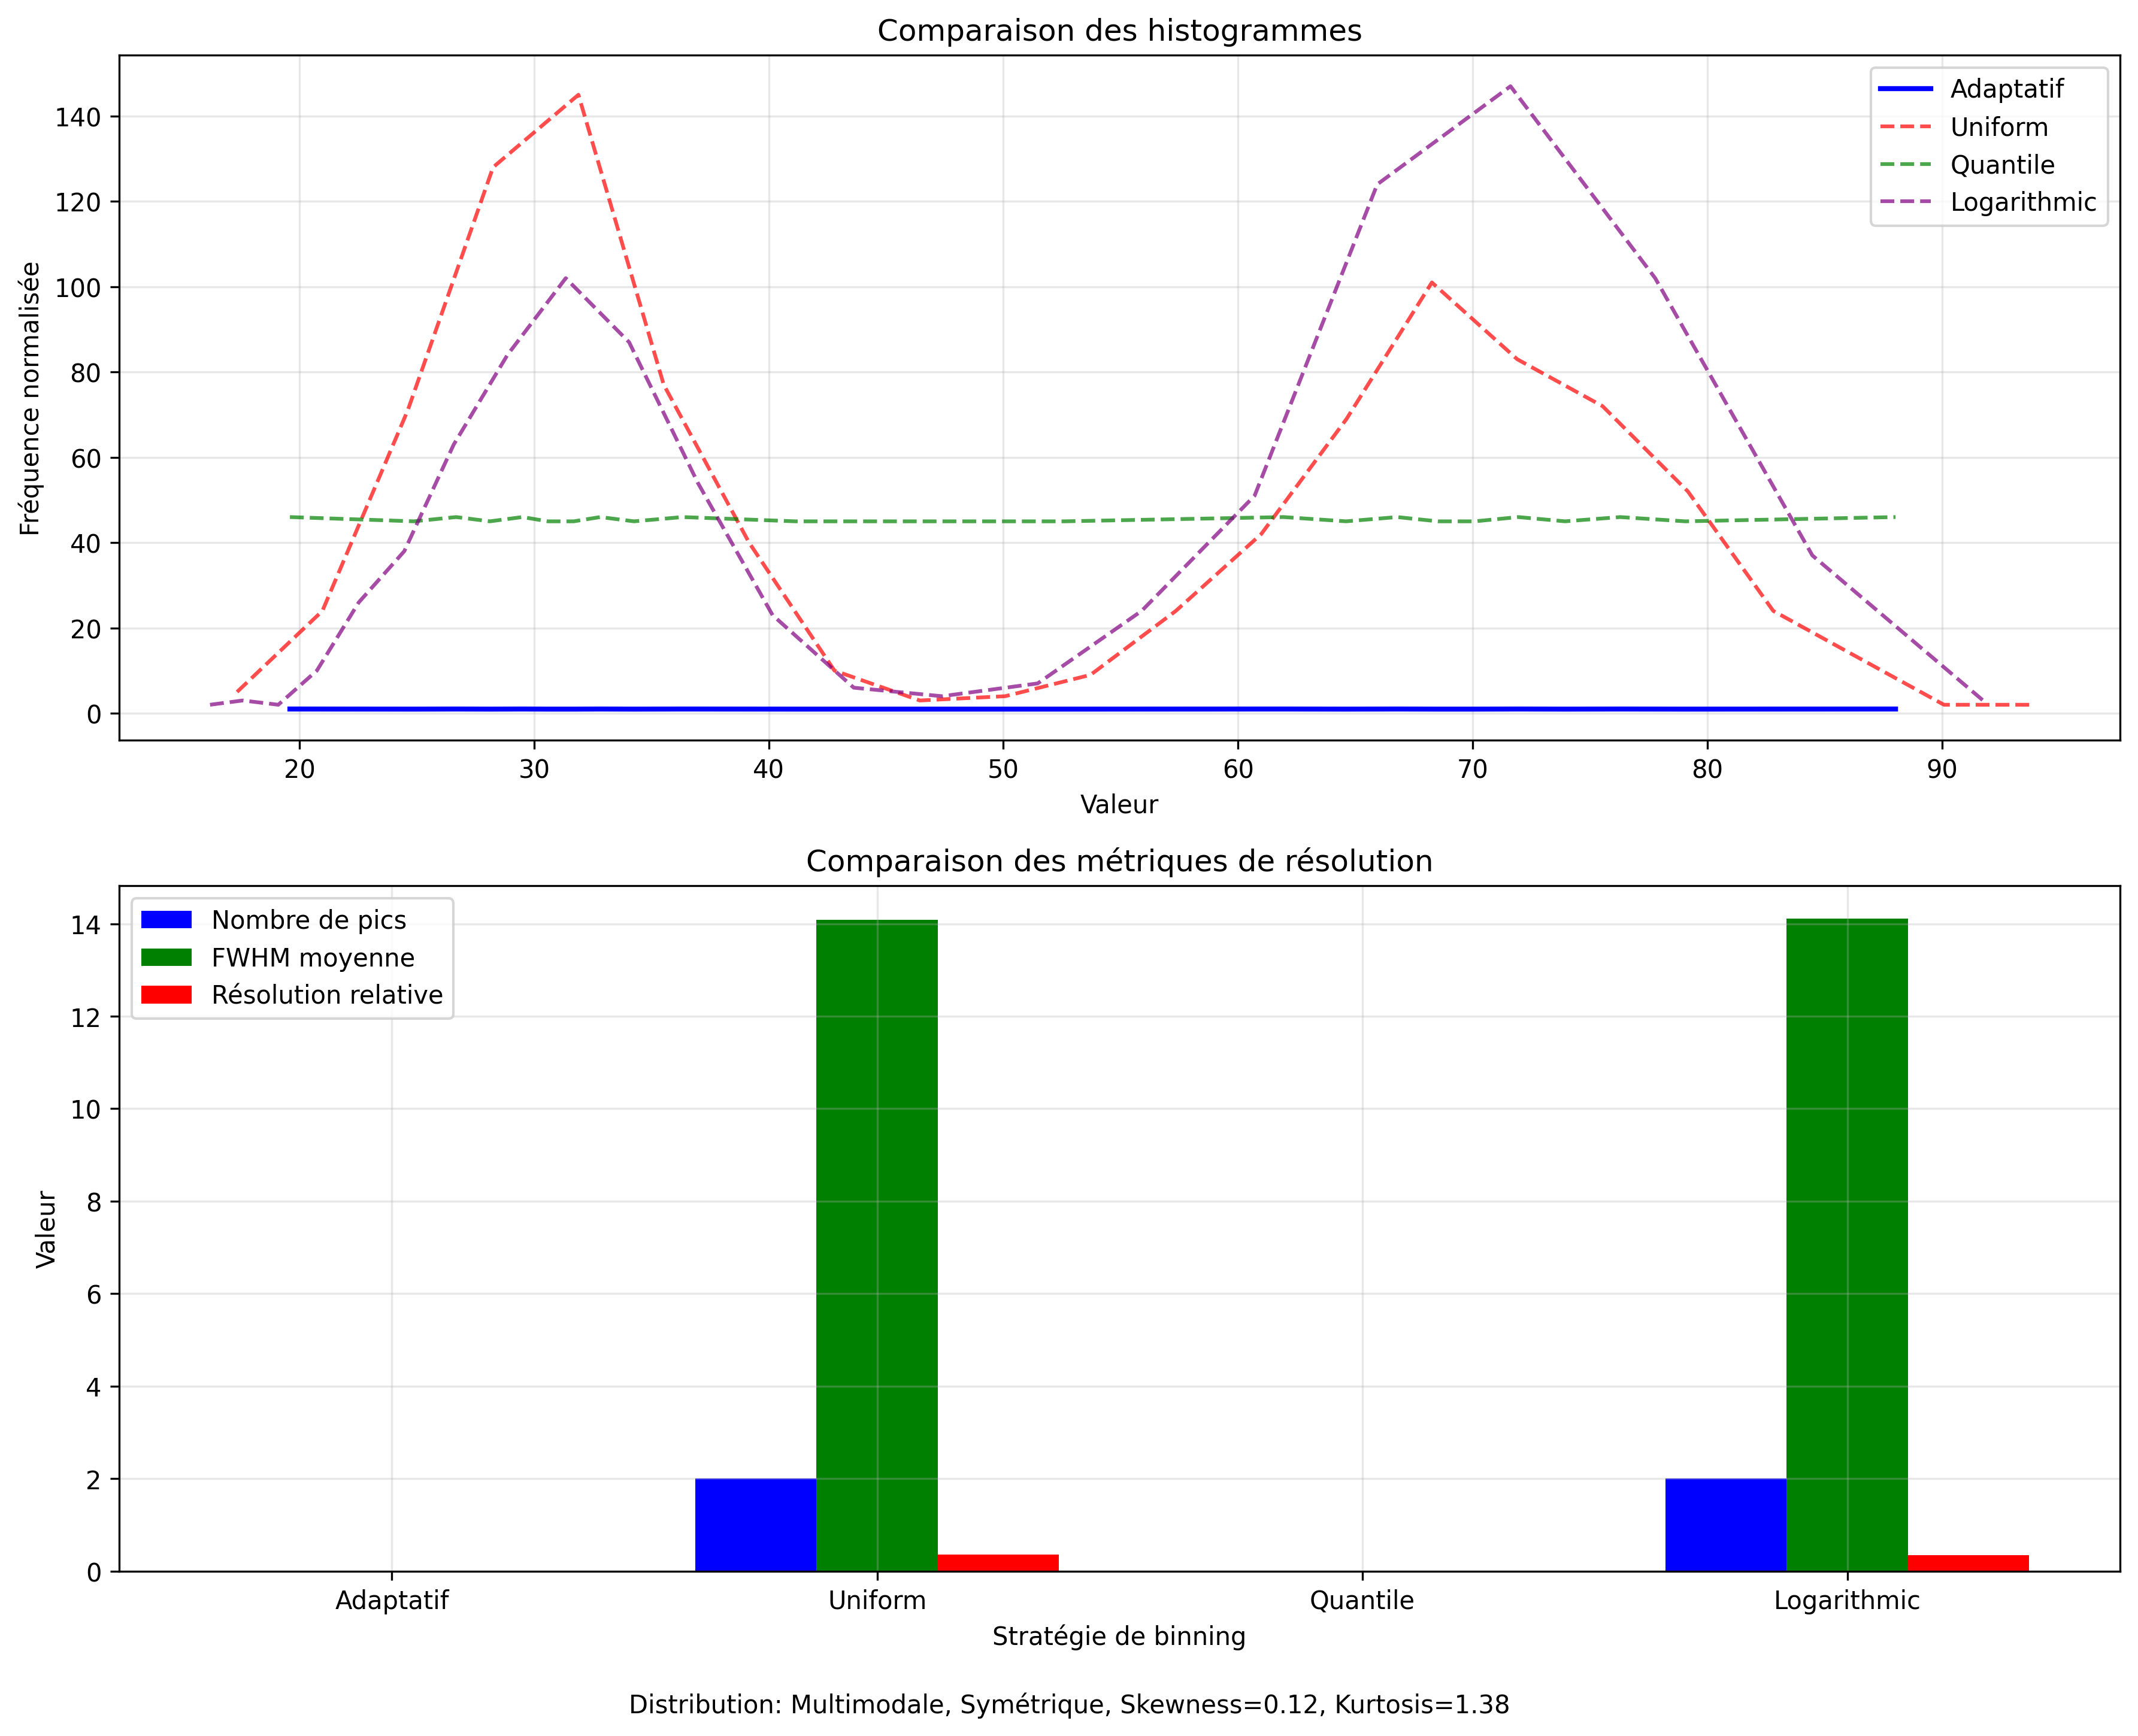 Comparaison des histogrammes
Fréquence normalisée
140
120
100
80
60
40
20
0
Adaptatif
Uniform
Quantile
Logarithmic
20 30 40 50 60 70 80 90
Valeur
Comparaison des métriques de résolution
Valeur
14
12
10
8
6
4
2
0
Nombre de pics
FWHM moyenne
Résolution relative
Adaptatif Uniform Quantile Logarithmic
Stratégie de binning
Distribution: Multimodale, Symétrique, Skewness=0.12, Kurtosis=1.38